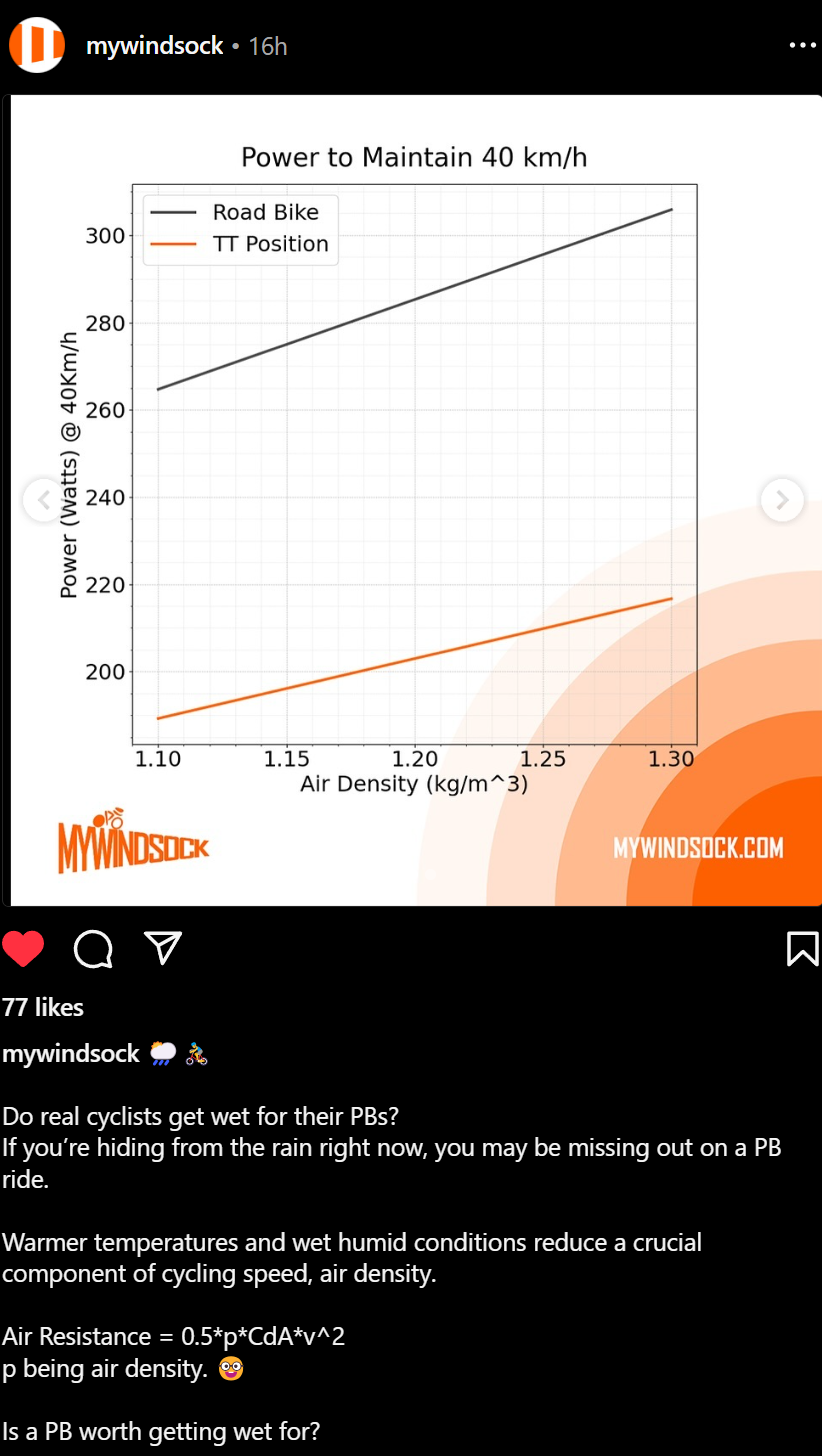 mywindsock • 16h
Power to Maintain 40 km/h
Road Bike
TT Position
300
280
260
240
220
200
Power (Watts) @ 40Km/h
1.10 1.15 1.20 1.25 1.30
Air Density (kg/m^3)
MYWINDSOCK
MYWINDSOCK.COM
77 likes
mywindsock 🌦️ 🚴
Do real cyclists get wet for their PBs?
If you’re hiding from the rain right now, you may be missing out on a PB
ride.
Warmer temperatures and wet humid conditions reduce a crucial
component of cycling speed, air density.
Air Resistance = 0.5*p*CdA*v^2
p being air density. 🤓
Is a PB worth getting wet for?